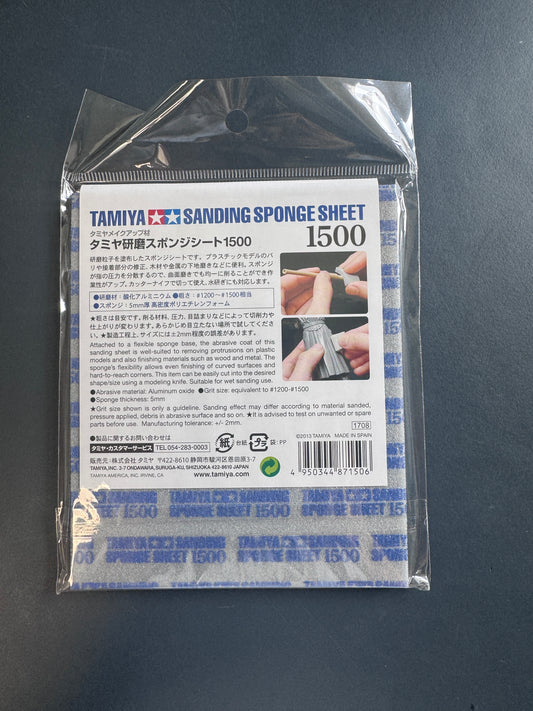 TAMIYA SANDING SPONGE SHEET
タミヤメイクアップ材
タミヤ研磨スポンジシート1500
1500
研磨粒子を塗布したスポンジシートです。プラスチックモデルのバ
リや接着部分の修正、木材や金属の下地磨きなどに便利。スポンジ
が指の圧力を分散するので、曲面磨きでも均一に削ることができ作
業性がアップ。カッターナイフで切って使え、水研ぎにも対応します。
●研磨材:酸化アルミニウム ●粗さ:#1200~#1500相当
●スポンジ:5mm厚 高密度ポリエチレンフォーム
★粗さは目安です。削る材料、圧力、目詰まりなどによって切削力や
仕上がりが変わります。あらかじめ目立たない場所で試してくださ
い。★製造工程上、サイズには±2mm程度の誤差があります。
Attached to a flexible sponge base, the abrasive coat of this
sanding sheet is well-suited to removing protrusions on plastic
models and also finishing materials such as wood and metal. The
sponge's flexibility allows even finishing of curved surfaces and
hard-to-reach corners. This item can be easily cut into the desired
shape/size using a modeling knife. Suitable for wet sanding use.
●Abrasive material: Aluminum oxide ●Grit size: equivalent to #1200-#1500
●Sponge thickness: 5mm
★Grit size shown is only a guideline. Sanding effect may differ according to material sanded,
pressure applied, debris in abrasive surface and so on. ★It is advised to test on unwanted or spare
parts before use. Manufacturing tolerance: +/- 2mm.
1708
●製品に関するお問い合わせ
タミヤ・カスタマーサービス TEL 054-283-0003
紙 台紙 プラ 袋:PP
©2013 TAMIYA MADE IN SPAIN
販売元・株式会社 タミヤ 〒422-8610 静岡市駿河区恩田原3-7
TAMIYA, INC. 3-7 ONDAWARA, SURUGA-KU, SHIZUOKA 422-8610 JAPAN
TAMIYA AMERICA, INC. IRVINE, CA
www.tamiya.com
4 950344 871506
TAMIYA SANDING TAMIYA
SPONGE SHEET 1500 SPONGE SHEET 1500 SPONGE
TAMIYA SANDING TAMIYA SANDING
00 SPONGE SHEET 1500 SPONGE SHEET 1500